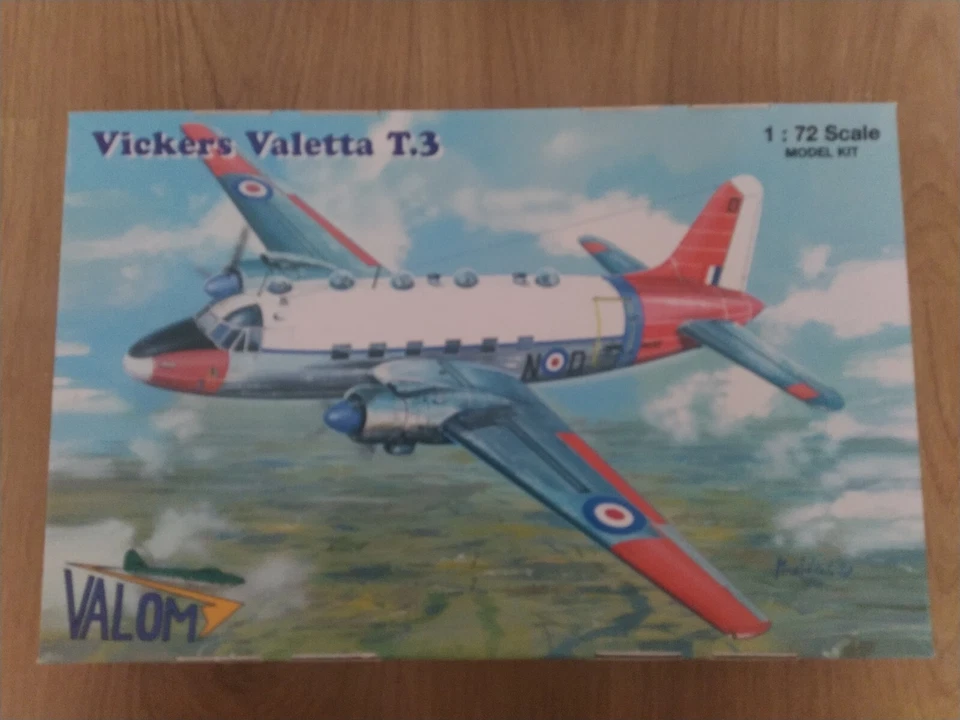 Vickers Valetta T.3
1 : 72 Scale
MODEL KIT
D
N D
VALOM